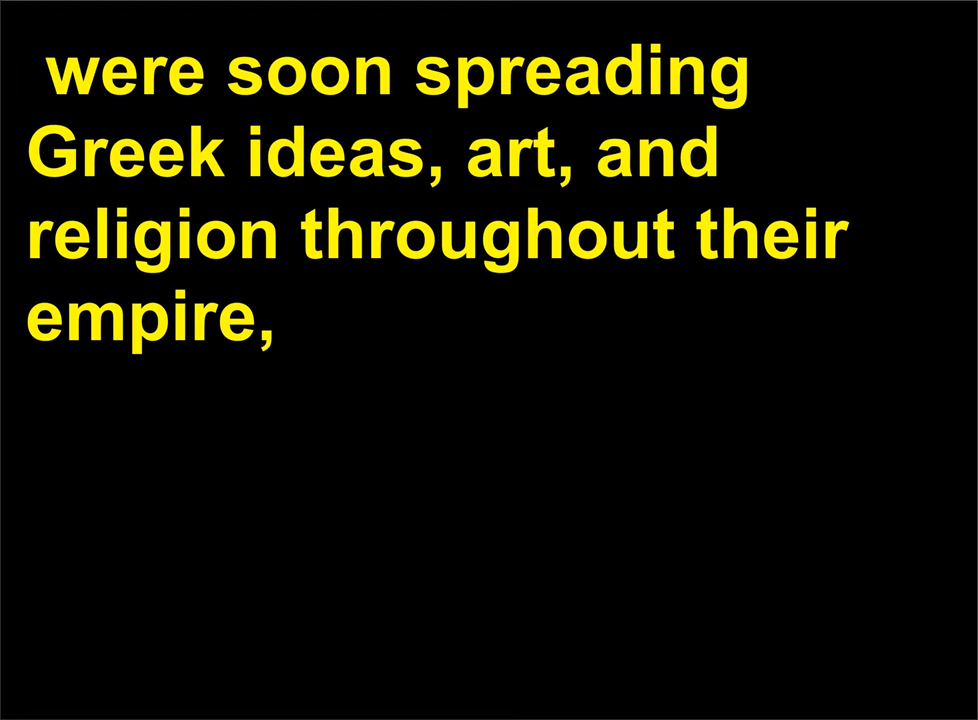 were soon spreading
Greek ideas, art, and
religion throughout their
empire,